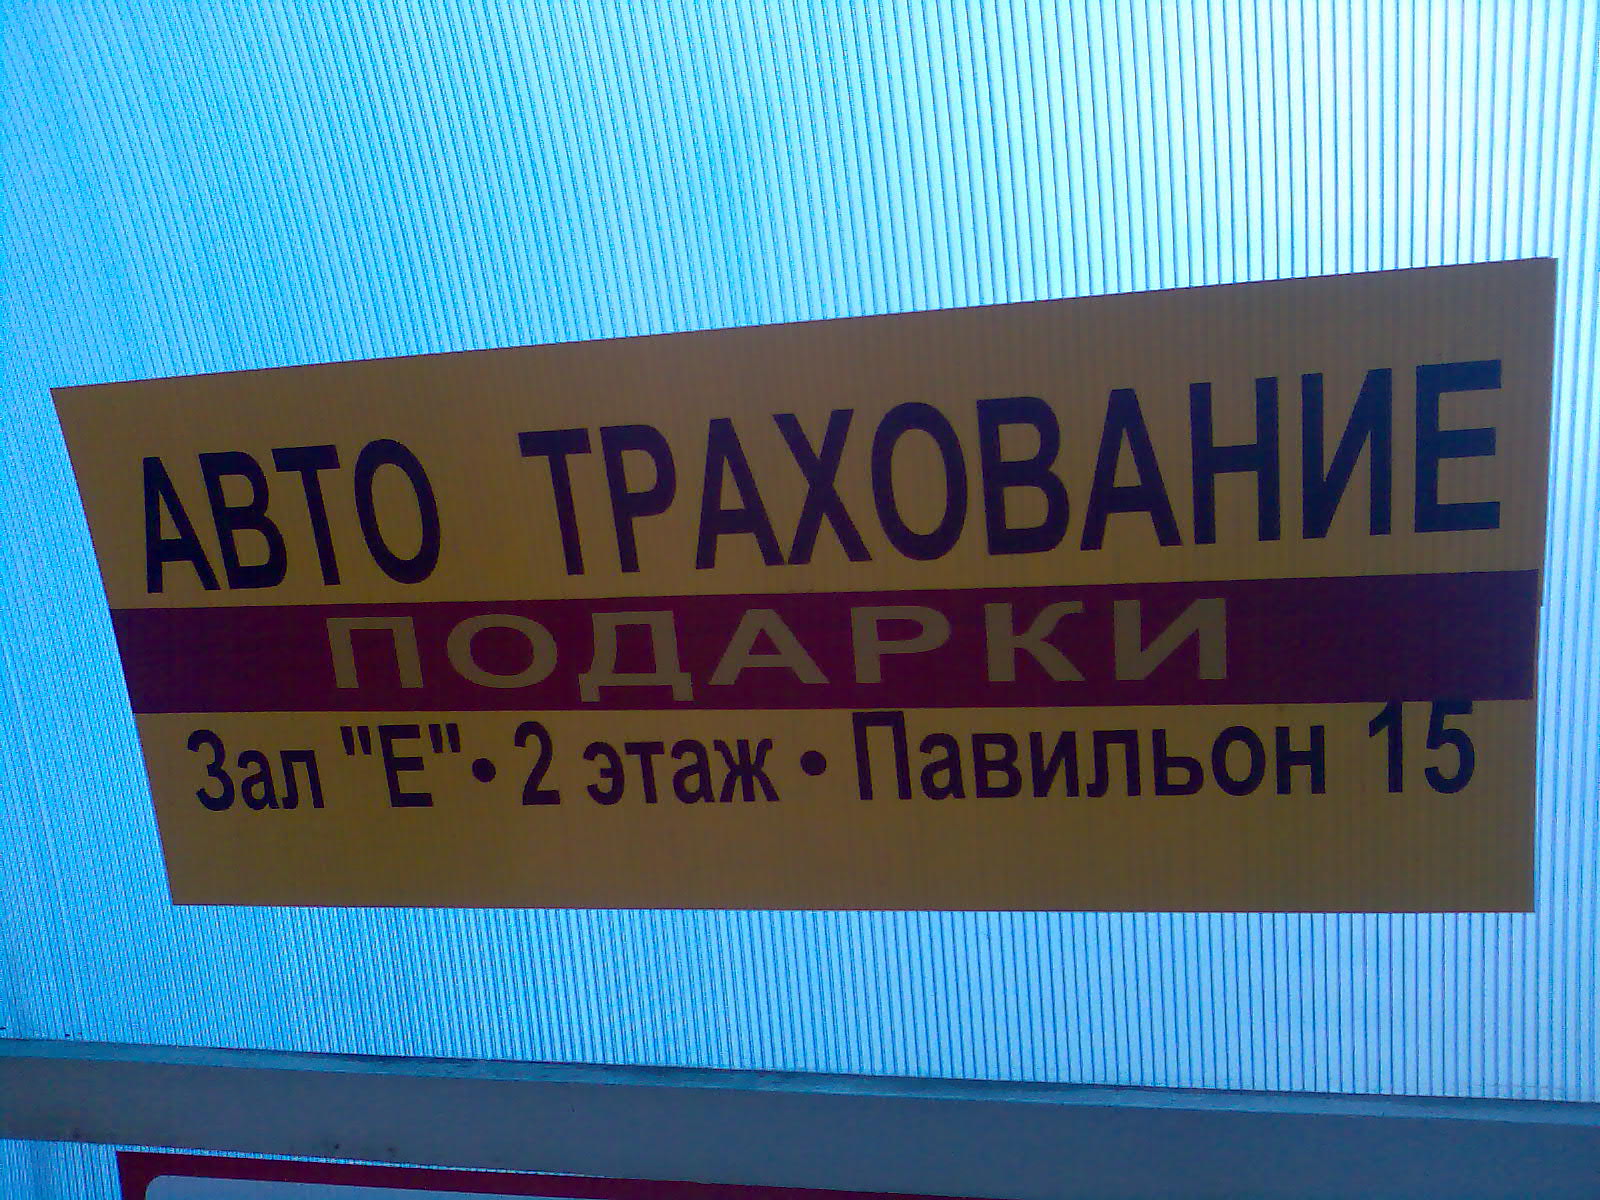 АВТО ТРАХОВАНИЕ
ПОДАРКИ
Зал "Е" • 2 этаж • Павильон 15